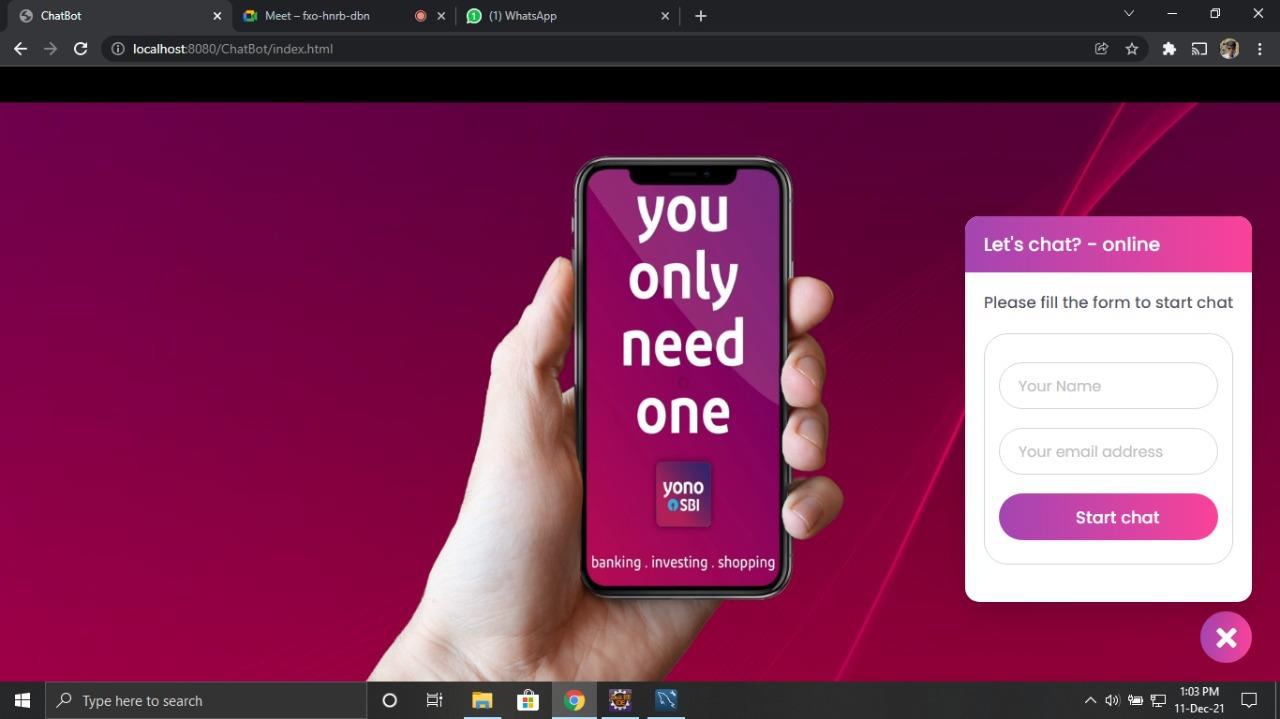 ChatBot
Meet – fxo-hnrb-dbn
(1) WhatsApp
localhost:8080/ChatBot/index.html
you
only
need
one
yono
SBI
banking . investing . shopping
Let's chat? - online
Please fill the form to start chat
Your Name
Your email address
Start chat
Type here to search
1:03 PM
11-Dec-21